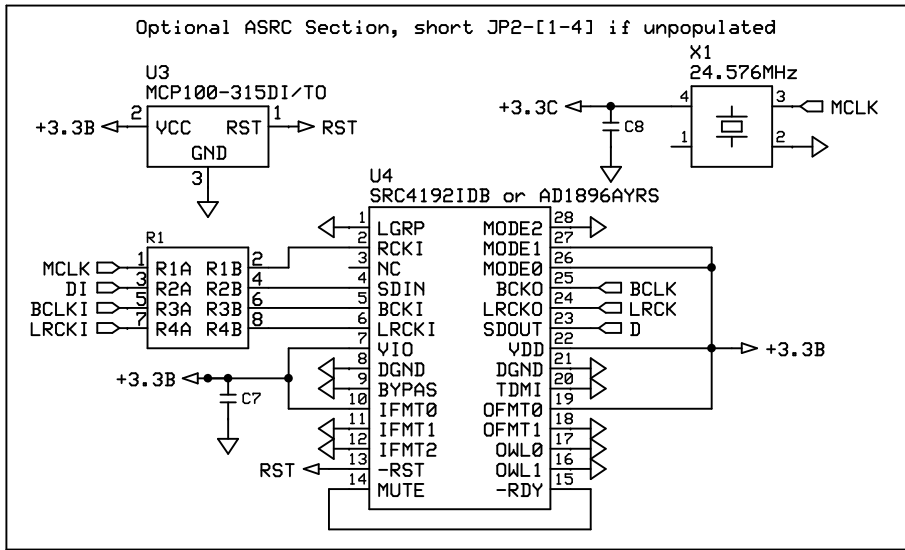 Optional ASRC Section, short JP2-[1-4] if unpopulated
U3
MCP100-315DI/TO
+3.3B
2
VCC
RST
1
RST
GND
3
X1
24.576MHz
+3.3C
C8
4
3
MCLK
1
2
U4
SRC4192IDB or AD1896AYRS
1 LGRP MODE2 28
2 RCKI MODE1 27
3 NC MODE0 26
4 SDIN BCKO 25 BCLK
5 BCKI LRCKO 24 LRCK
6 LRCKI SDOUT 23 D
7 VIO VDD 22 +3.3B
8 DGND DGND 21
9 BYPAS TDMI 20
10 IFMT0 OFMT0 19
11 IFMT1 OFMT1 18
12 IFMT2 OWL0 17
RST 13 -RST OWL1 16
14 MUTE -RDY 15
R1
MCLK 1 R1A R1B 2
DI 3 R2A R2B 4
BCLKI 5 R3A R3B 6
LRCKI 7 R4A R4B 8
+3.3B
C7